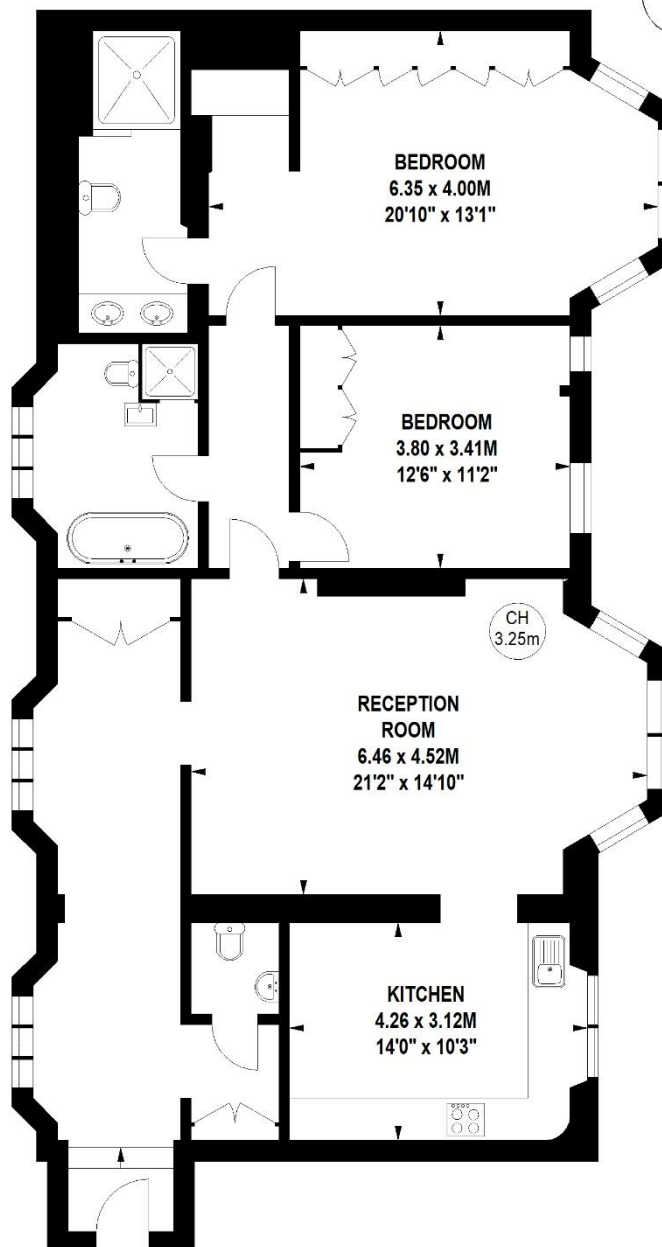 BEDROOM
6.35 x 4.00M
20'10" x 13'1"
BEDROOM
3.80 x 3.41M
12'6" x 11'2"
CH
3.25m
RECEPTION
ROOM
6.46 x 4.52M
21'2" x 14'10"
KITCHEN
4.26 x 3.12M
14'0" x 10'3"